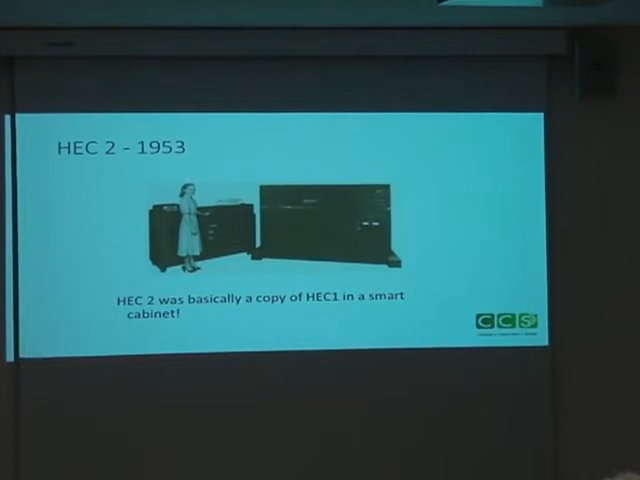 HEC 2 - 1953
HEC 2 was basically a copy of HEC1 in a smart
cabinet!
CCS